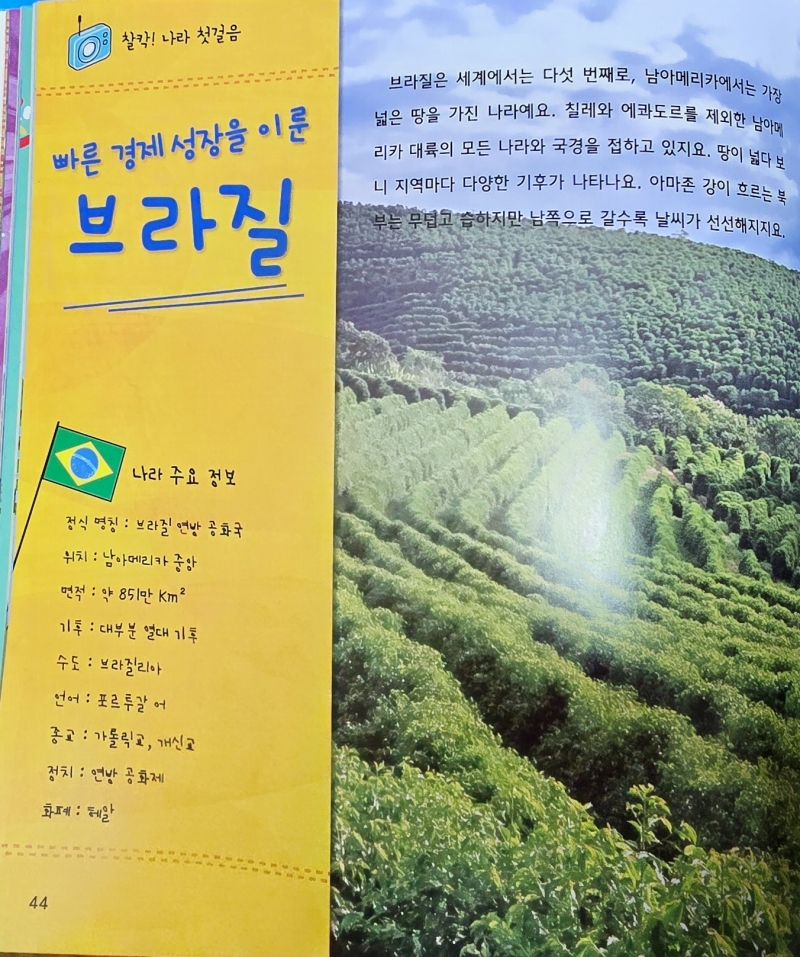 찰칵! 나라 첫걸음
빠른 경제 성장을 이룬
브라질
나라 주요 정보
정식 명칭 : 브라질 연방 공화국
위치 : 남아메리카 중앙
면적 : 약 851만 Km²
기후 : 대부분 열대 기후
수도 : 브라질리아
언어 : 포르투갈 어
종교 : 가톨릭교, 개신교
정치 : 연방 공화제
화폐 : 헤알
44
브라질은 세계에서는 다섯 번째로, 남아메리카에서는 가장
넓은 땅을 가진 나라예요. 칠레와 에콰도르를 제외한 남아메
리카 대륙의 모든 나라와 국경을 접하고 있지요. 땅이 넓다 보
니 지역마다 다양한 기후가 나타나요. 아마존 강이 흐르는 북
부는 무덥고 습하지만 남쪽으로 갈수록 날씨가 선선해지지요.